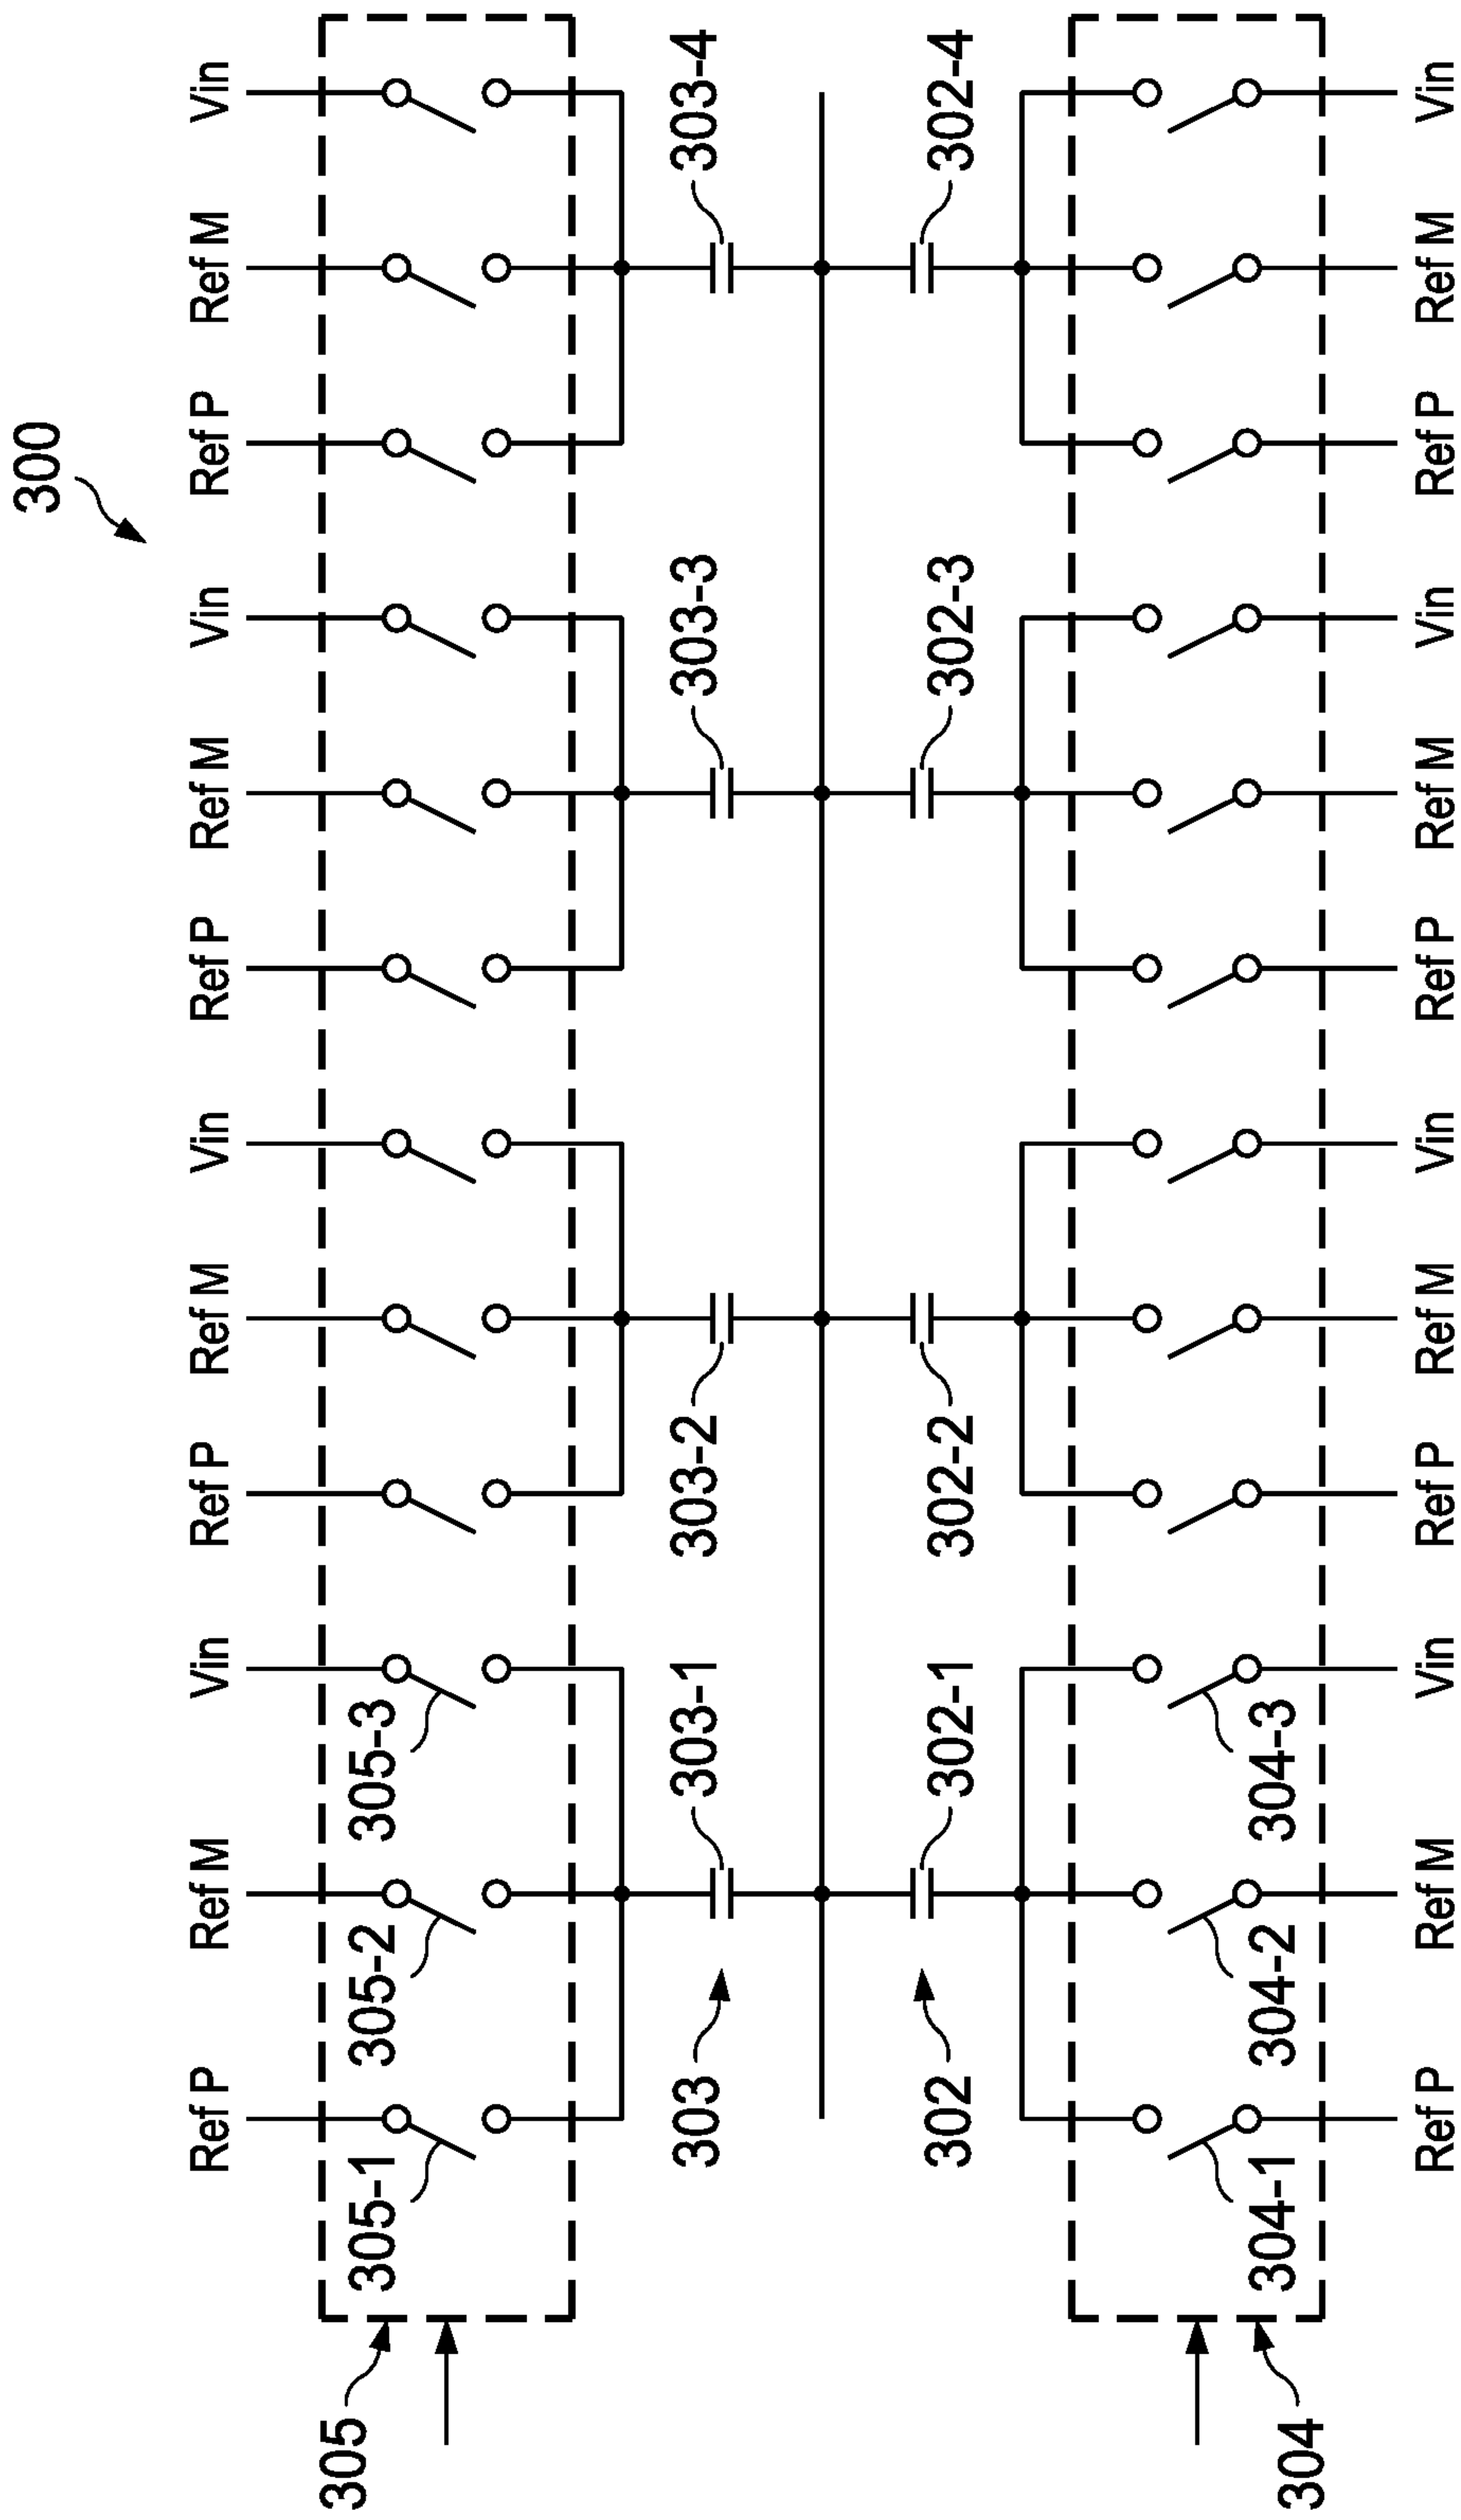 300
Ref P Ref M Vin Ref P Ref M Vin Ref P Ref M Vin Ref P Ref M Vin
305
305-1 305-2 305-3
303 303-1 303-2 303-3 303-4
302 302-1 302-2 302-3 302-4
304-1 304-2 304-3
304
Ref P Ref M Vin Ref P Ref M Vin Ref P Ref M Vin Ref P Ref M Vin